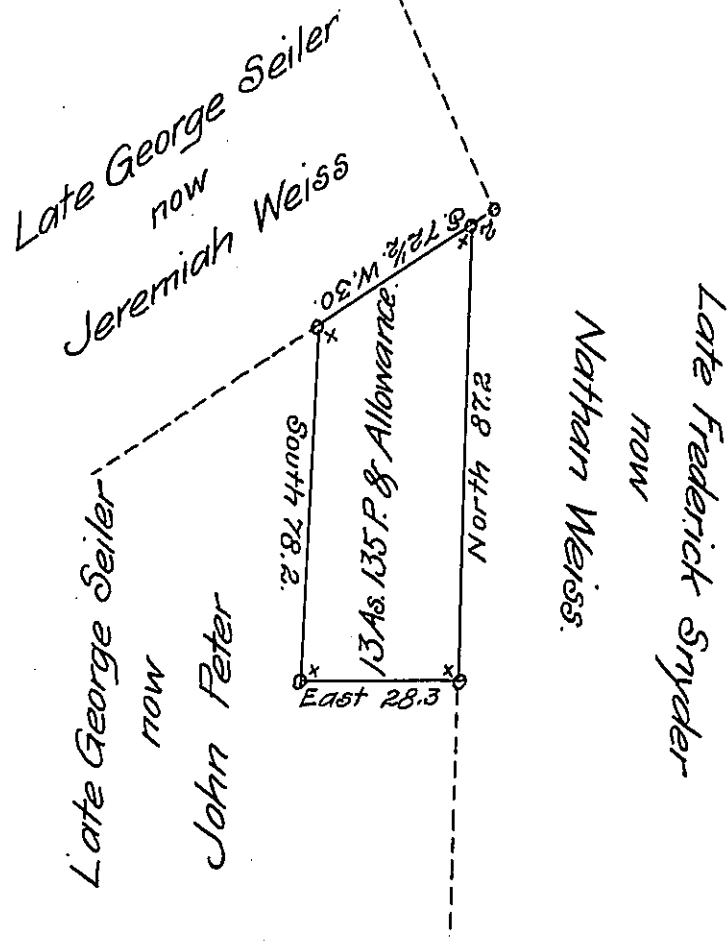 Late George Seiler
now
Jeremiah Weiss
S. 72½ W. 30.
2.
Late Frederick Snyder
now
Nathan Weiss.
North 87.2
13 As. 135 P. & Allowance.
South 78.2.
East 28.3
Late George Seiler
now
John Peter